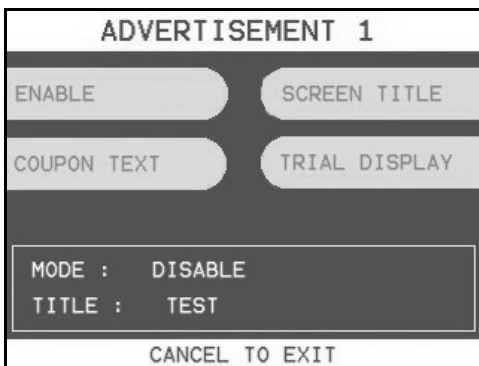 ADVERTISEMENT 1
ENABLE
SCREEN TITLE
COUPON TEXT
TRIAL DISPLAY
MODE : DISABLE
TITLE : TEST
CANCEL TO EXIT